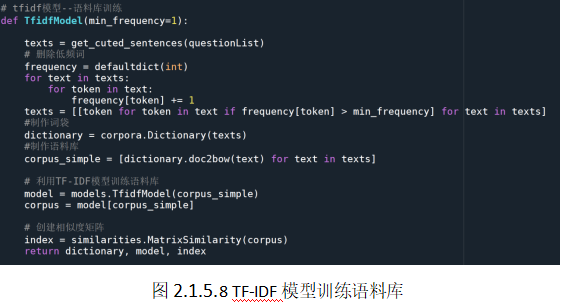 # tfidf模型--语料库训练
def TfidfModel(min_frequency=1):
texts = get_cuted_sentences(questionList)
# 删除低频词
frequency = defaultdict(int)
for text in texts:
for token in text:
frequency[token] += 1
texts = [[token for token in text if frequency[token] > min_frequency] for text in texts]
#制作词袋
dictionary = corpora.Dictionary(texts)
#制作语料库
corpus_simple = [dictionary.doc2bow(text) for text in texts]
# 利用TF-IDF模型训练语料库
model = models.TfidfModel(corpus_simple)
corpus = model[corpus_simple]
# 创建相似度矩阵
index = similarities.MatrixSimilarity(corpus)
return dictionary, model, index
图 2.1.5.8 TF-IDF 模型训练语料库